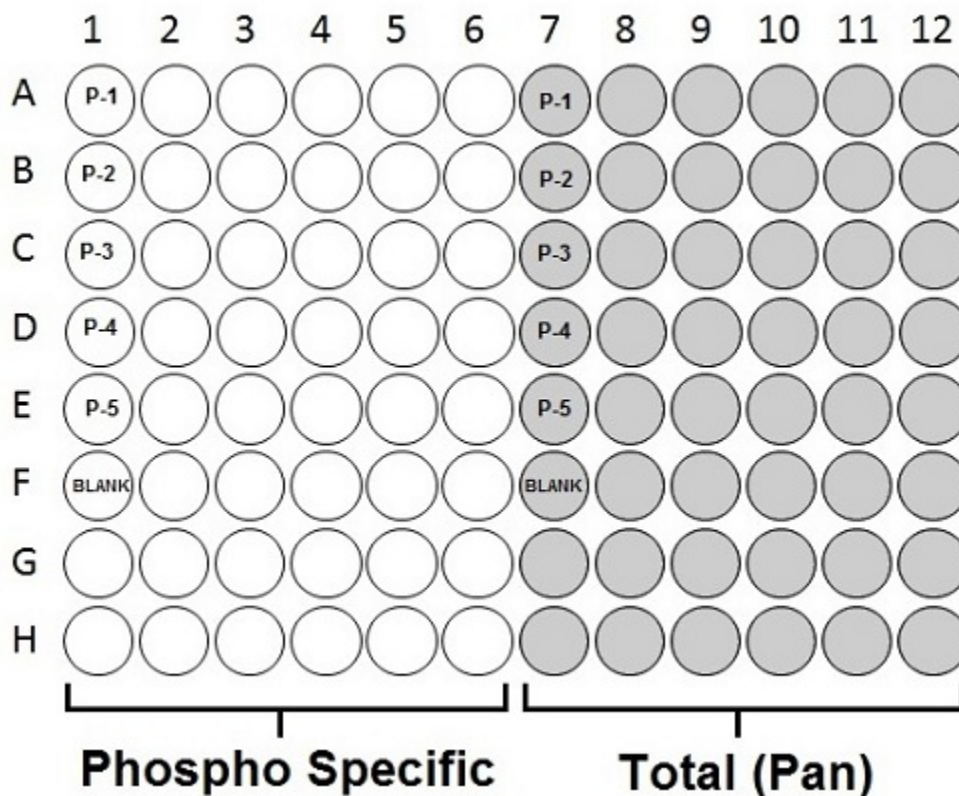 1 2 3 4 5 6 7 8 9 10 11 12
A P-1 P-1
B P-2 P-2
C P-3 P-3
D P-4 P-4
E P-5 P-5
F BLANK BLANK
G
H
Phospho Specific Total (Pan)